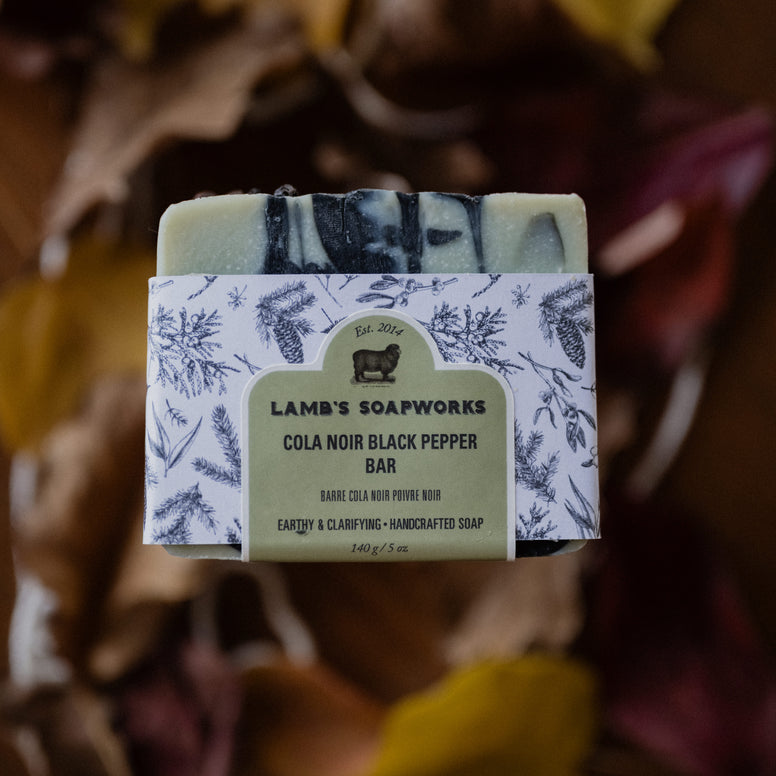 Est. 2014
LAMB'S SOAPWORKS
COLA NOIR BLACK PEPPER
BAR
BARRE COLA NOIR POIVRE NOIR
EARTHY & CLARIFYING • HANDCRAFTED SOAP
140 g / 5 oz